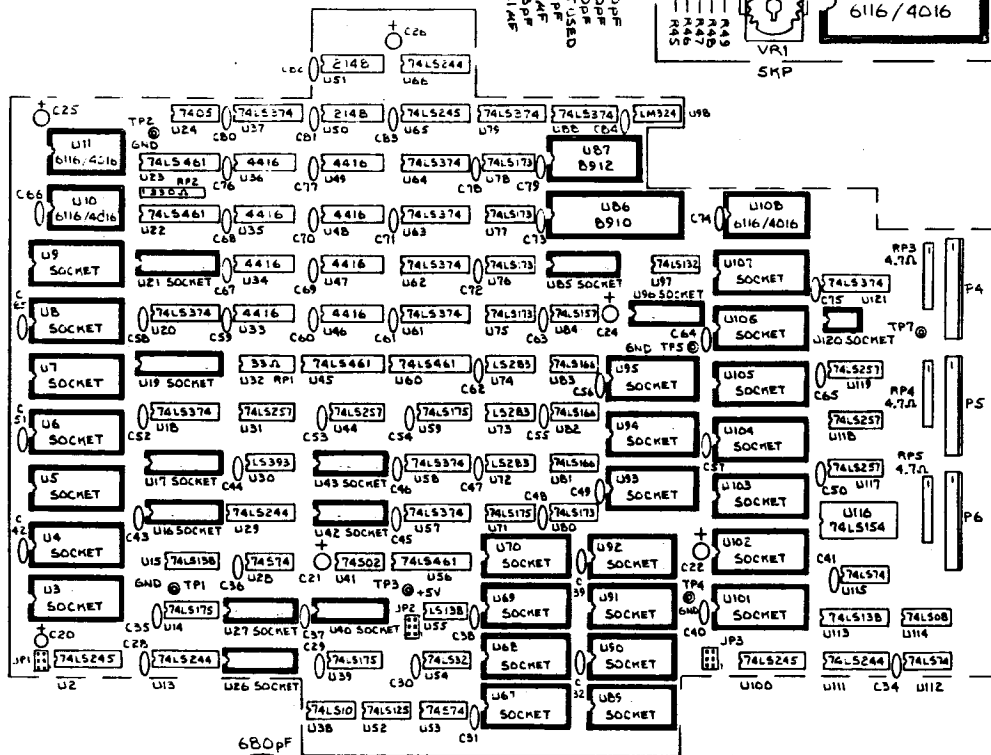 680pF
R45
R46
R47
R48
R49
VR1
SKP
6116/4016
C26
2148
U51
74LS244
U66
C25
TP2
GND
7405
U24
C80
74LS374
U37
C81
2148
U50
C83
74LS245
U65
74LS374
U79
74LS374
U88
C84
LM324
U98
U11
6116/4016
74LS461
U23
C76
4416
U36
C77
4416
U49
74LS374
U64
C78
74LS173
U78
C79
U87
8912
RP2
330Ω
C66
U10
6116/4016
74LS461
U22
C68
4416
U35
C70
4416
U48
C71
74LS374
U63
74LS173
U77
C73
U86
8910
C74
U108
6116/4016
U9
SOCKET
U21 SOCKET
C67
4416
U34
C69
4416
U47
74LS374
U62
C72
74LS173
U76
U85 SOCKET
74LS132
U97
U107
SOCKET
C75
74LS374
U121
RP3
4.7Ω
P4
U8
SOCKET
C58
74LS374
U20
C59
4416
U33
C60
4416
U46
C61
74LS374
U61
74LS173
U75
C63
74LS157
U84
C24
U96 SOCKET
C64
U106
SOCKET
U120 SOCKET
TP7
GND TP5
U7
SOCKET
U19 SOCKET
33Ω
U32 RP1
74LS461
U45
74LS461
U60
C62
LS283
U74
74LS166
U83
C56
U95
SOCKET
U105
SOCKET
C65
74LS257
U119
RP4
4.7Ω
P5
C51
U6
SOCKET
C52
74LS374
U18
74LS257
U31
C53
74LS257
U44
C54
74LS175
U59
LS283
U73
C55
74LS166
U82
U94
SOCKET
C57
U104
SOCKET
74LS257
U118
U5
SOCKET
U17 SOCKET
C44
LS393
U30
U43 SOCKET
C46
74LS374
U58
C47
LS283
U72
74LS166
U81
C49
U93
SOCKET
U103
SOCKET
C50
74LS257
U117
RP5
4.7Ω
P6
C42
U4
SOCKET
C43
U16 SOCKET
74LS244
U29
U42 SOCKET
C45
74LS374
U57
74LS175
U71
C48
74LS173
U80
U116
74LS154
U3
SOCKET
U15
74LS138
C36
74S74
U28
C21
74S02
U41
74LS461
U56
U70
SOCKET
C39
U92
SOCKET
C22
U102
SOCKET
C41
74LS74
U115
GND
TP1
TP3
+5V
TP4
GND
C20
C35
74LS175
U14
U27 SOCKET
C37
C29
U40 SOCKET
JP2
LS138
U55
C38
U69
SOCKET
U91
SOCKET
C40
U101
SOCKET
74LS138
U113
74LS08
U114
JP1
74LS245
U2
C28
74LS244
U13
U26 SOCKET
74LS175
U39
C30
74LS32
U54
U68
SOCKET
C32
U90
SOCKET
JP3
74LS245
U100
74LS244
U111
C34
74LS74
U112
74LS10
U38
74LS125
U52
74S74
U53
C31
U67
SOCKET
U89
SOCKET